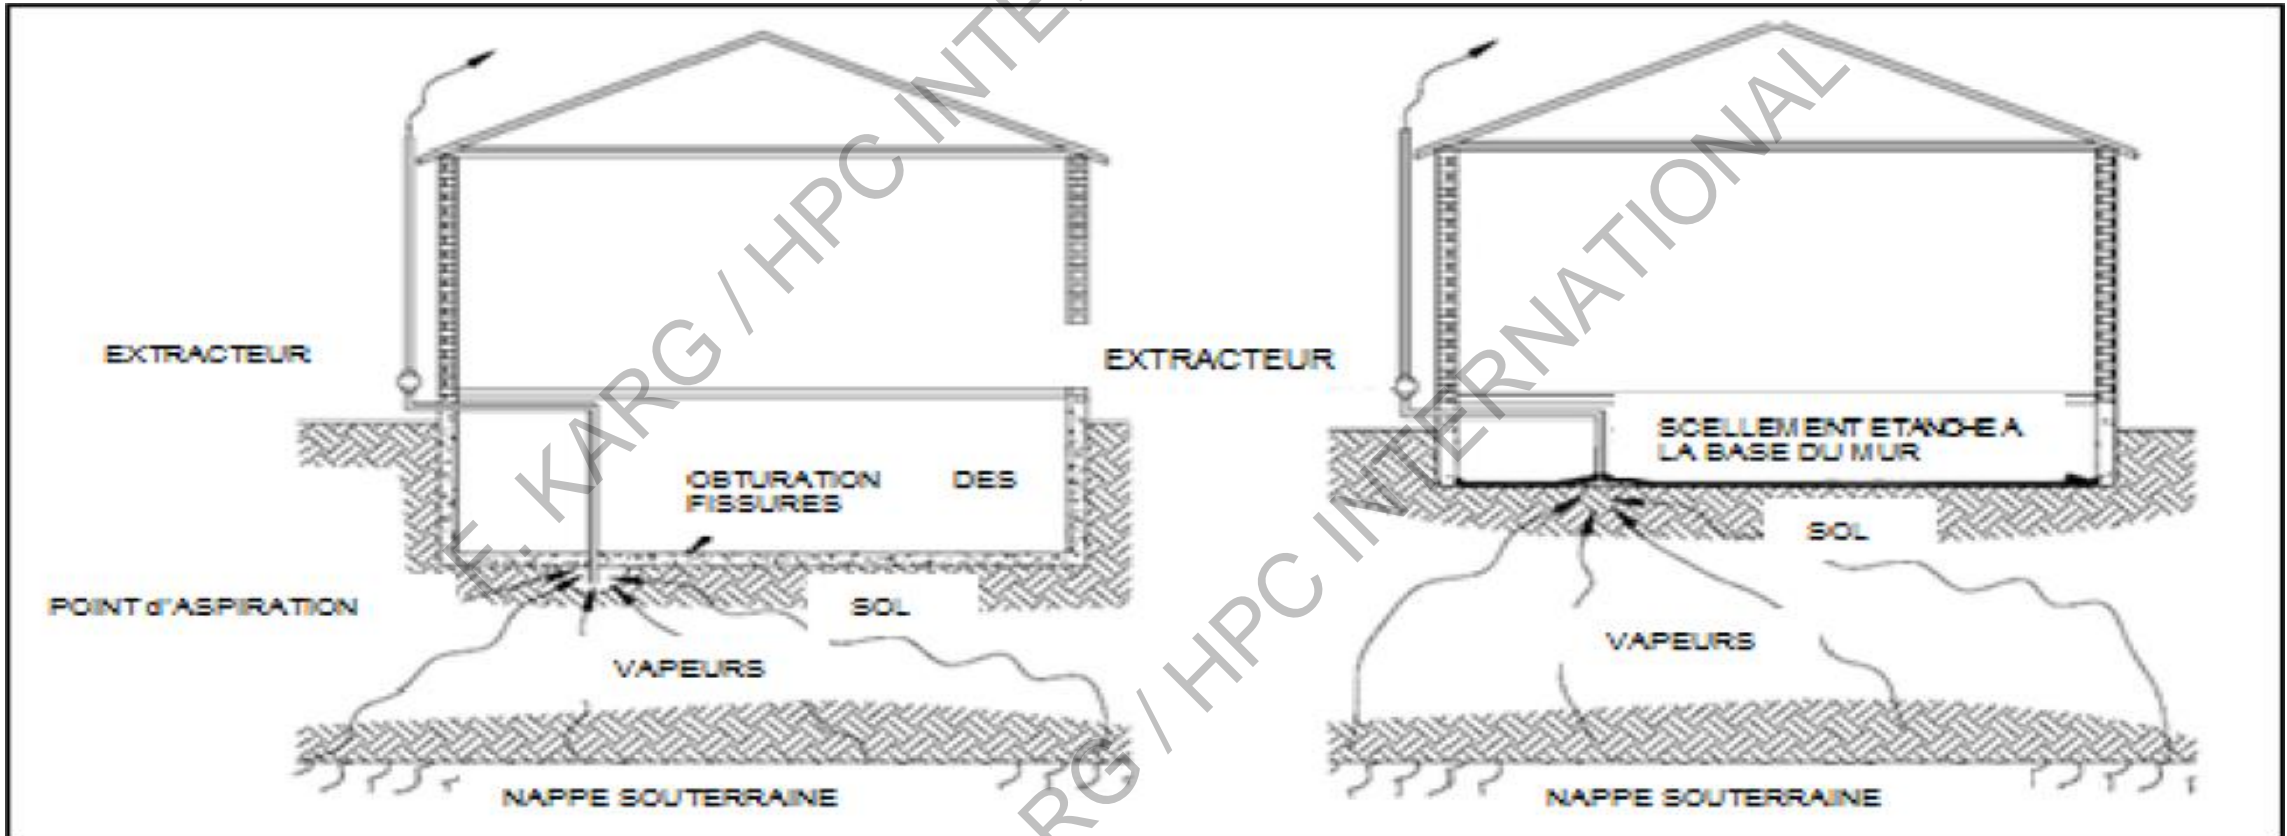 EXTRACTEUR
OBTURATION DES
FISSURES
POINT d'ASPIRATION
SOL
VAPEURS
NAPPE SOUTERRAINE
EXTRACTEUR
SCELLEMENT ETANCHE A
LA BASE DU MUR
SOL
VAPEURS
NAPPE SOUTERRAINE
F. KARG / HPC INTE
RG / HPC INTERNATIONAL